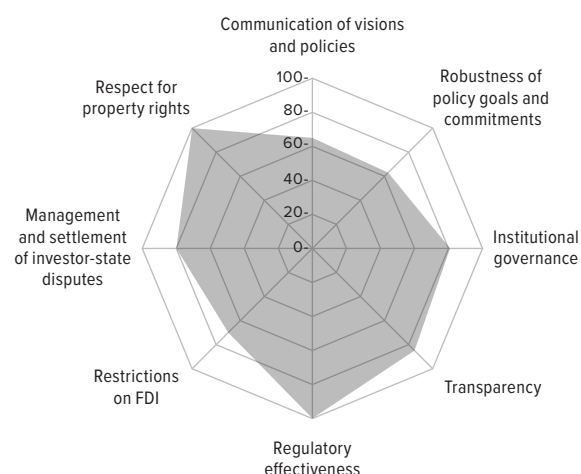 Communication of visions
and policies
Robustness of
policy goals and
commitments
Respect for
property rights
100-
80-
60-
40-
20-
0-
Management
and settlement
of investor-state
disputes
Institutional
governance
Restrictions
on FDI
Transparency
Regulatory
effectiveness